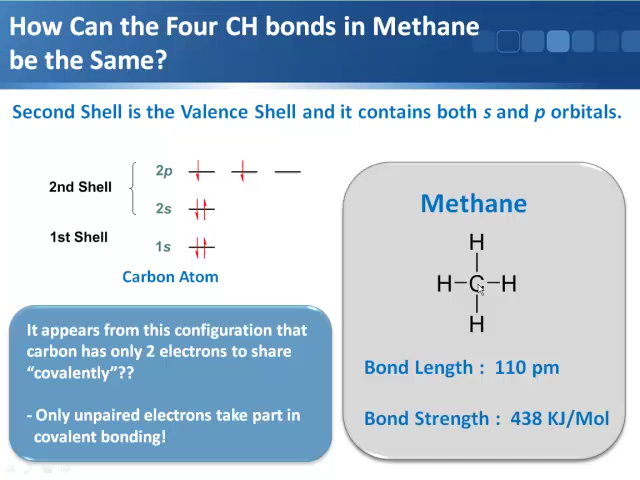 How Can the Four CH bonds in Methane
be the Same?
Second Shell is the Valence Shell and it contains both s and p orbitals.
2p
2nd Shell
2s
1st Shell
1s
Carbon Atom
It appears from this configuration that
carbon has only 2 electrons to share
“covalently”??
- Only unpaired electrons take part in
covalent bonding!
Methane
H
H–C–H
H
Bond Length : 110 pm
Bond Strength : 438 KJ/Mol